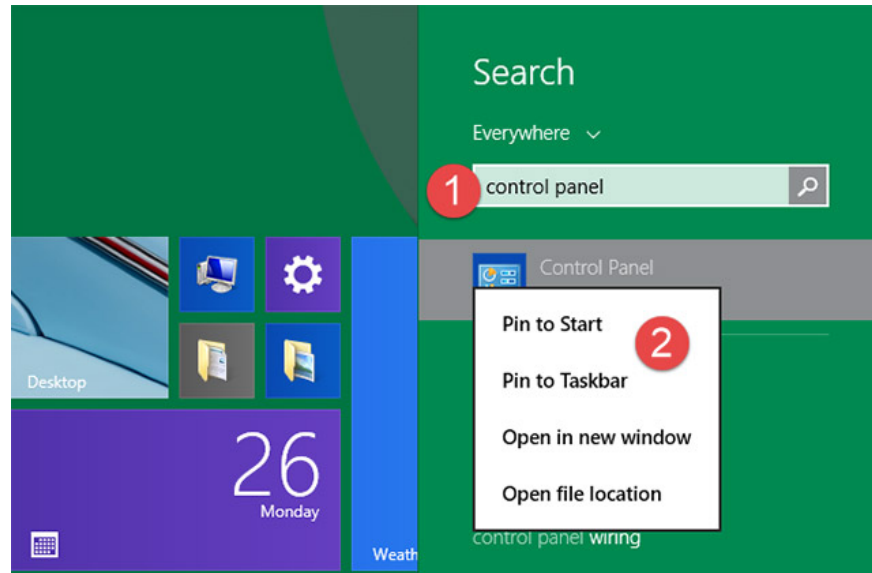 Search
Everywhere
1
control panel
Control Panel
Pin to Start
2
Pin to Taskbar
Open in new window
Open file location
control panel wiring
Desktop
26
Monday
Weath